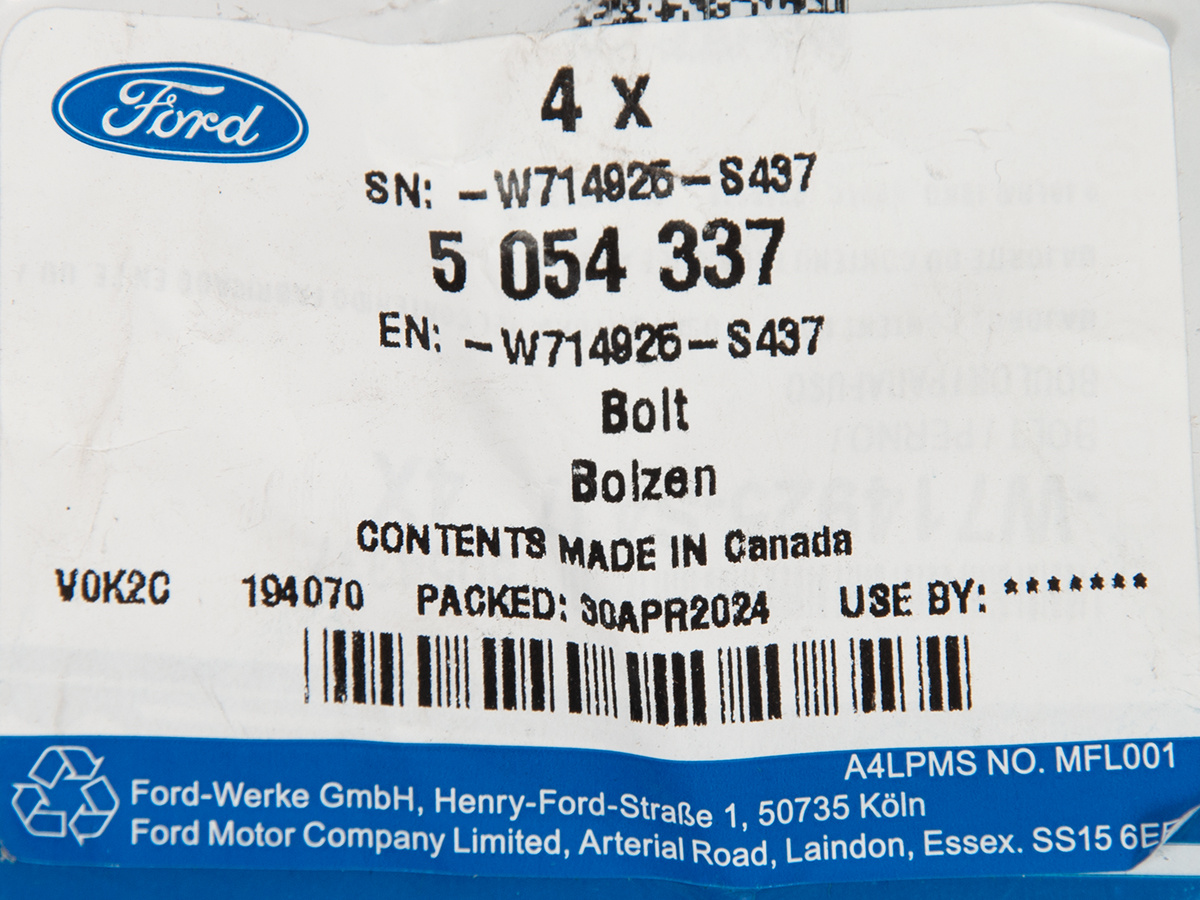 Ford
4 X
SN: -W714925-S437
5 054 337
EN: -W714925-S437
Bolt
Bolzen
CONTENTS MADE IN Canada
V0K2C 194070 PACKED: 30APR2024 USE BY: *******
A4LPMS NO. MFL001
Ford-Werke GmbH, Henry-Ford-Straße 1, 50735 Köln
Ford Motor Company Limited, Arterial Road, Laindon, Essex. SS15